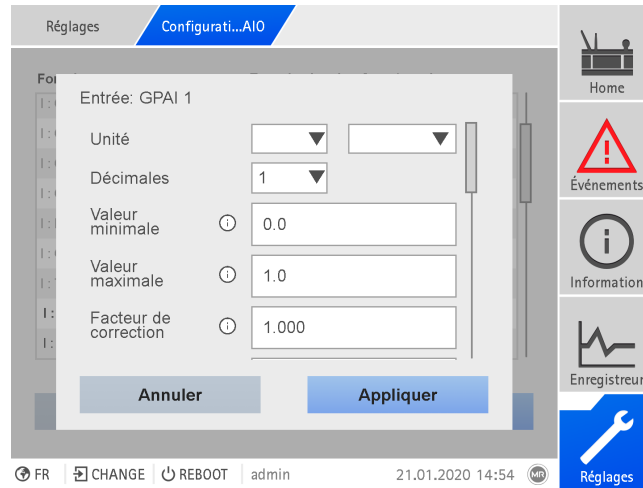 Réglages
Configurati...AIO
Entrée: GPAI 1
Unité
Décimales
1
Valeur
minimale
0.0
Valeur
maximale
1.0
Facteur de
correction
1.000
Annuler
Appliquer
Home
Événements
Information
Enregistreur
Réglages
FR
CHANGE
REBOOT
admin
21.01.2020 14:54
MR